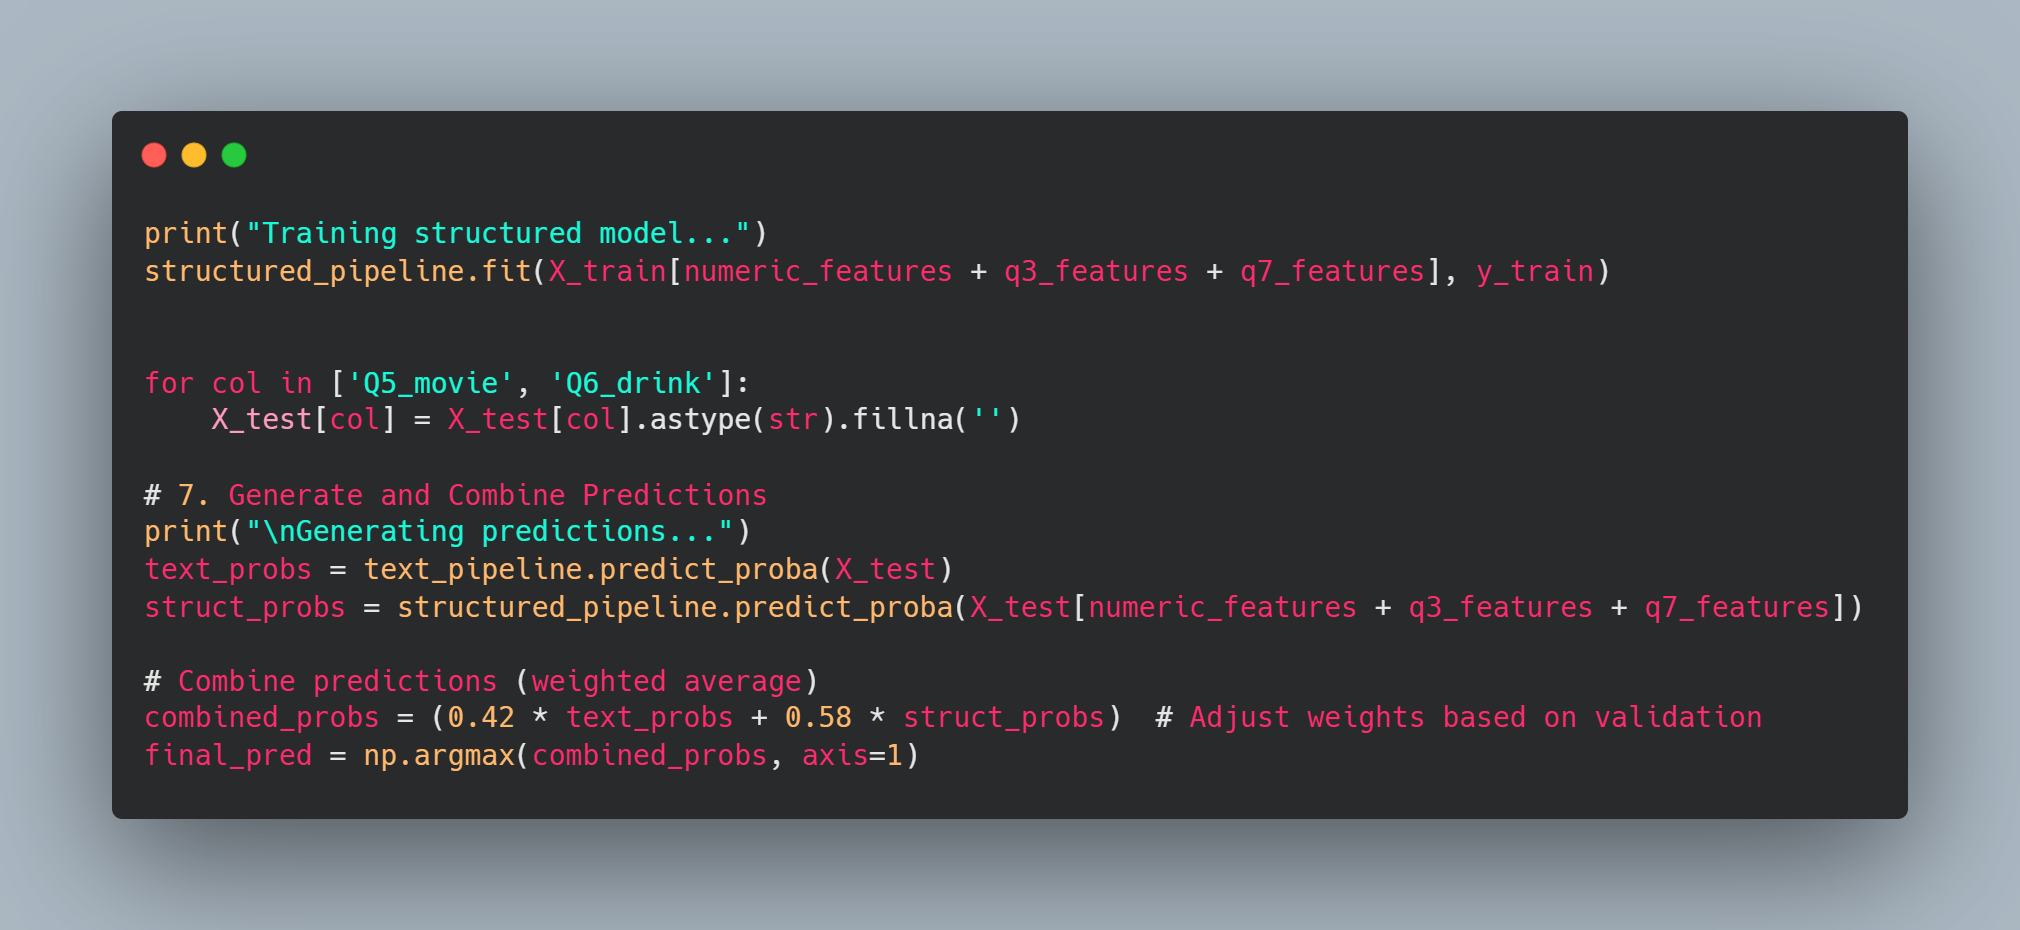 print("Training structured model...")
structured_pipeline.fit(X_train[numeric_features + q3_features + q7_features], y_train)
for col in ['Q5_movie', 'Q6_drink']:
    X_test[col] = X_test[col].astype(str).fillna('')
# 7. Generate and Combine Predictions
print("\nGenerating predictions...")
text_probs = text_pipeline.predict_proba(X_test)
struct_probs = structured_pipeline.predict_proba(X_test[numeric_features + q3_features + q7_features])
# Combine predictions (weighted average)
combined_probs = (0.42 * text_probs + 0.58 * struct_probs)  # Adjust weights based on validation
final_pred = np.argmax(combined_probs, axis=1)